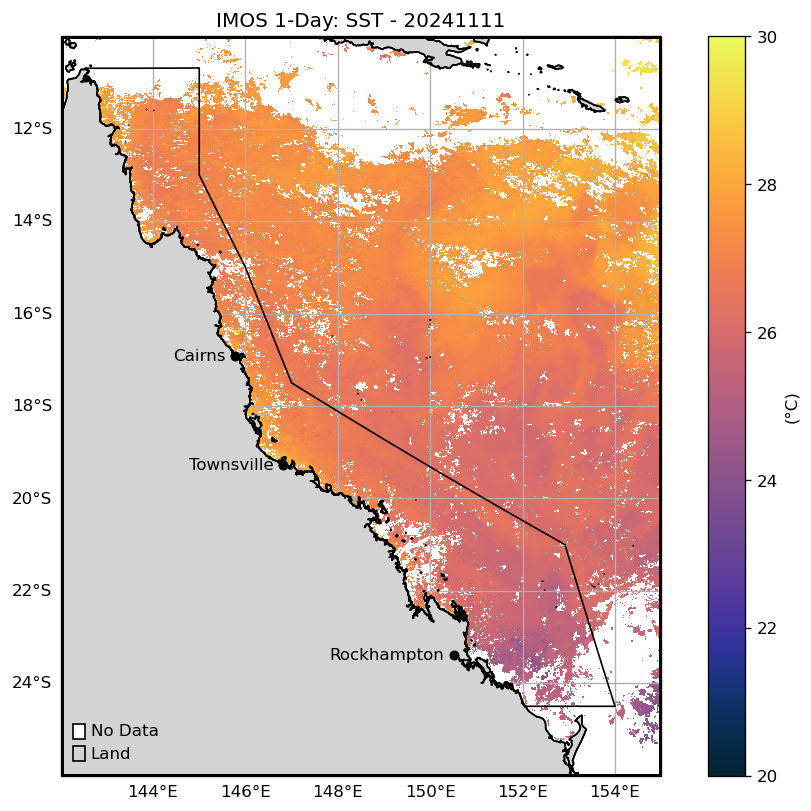 IMOS 1-Day: SST - 20241111
12°S
14°S
16°S
18°S
20°S
22°S
24°S
Cairns
Townsville
Rockhampton
No Data
Land
144°E 146°E 148°E 150°E 152°E 154°E
30
28
26
24
22
20
(°C)